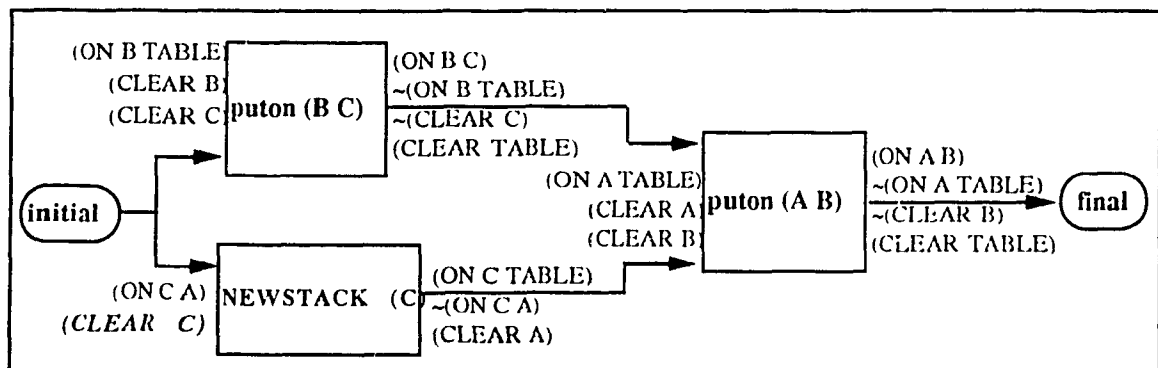 (ON B TABLE)
(CLEAR B)
(CLEAR C)
puton (B C)
(ON B C)
~(ON B TABLE)
~(CLEAR C)
(CLEAR TABLE)
initial
(ON C A)
(CLEAR C)
NEWSTACK (C)
(ON C TABLE)
~(ON C A)
(CLEAR A)
(ON A TABLE)
(CLEAR A)
(CLEAR B)
puton (A B)
(ON A B)
~(ON A TABLE)
~(CLEAR B)
(CLEAR TABLE)
final